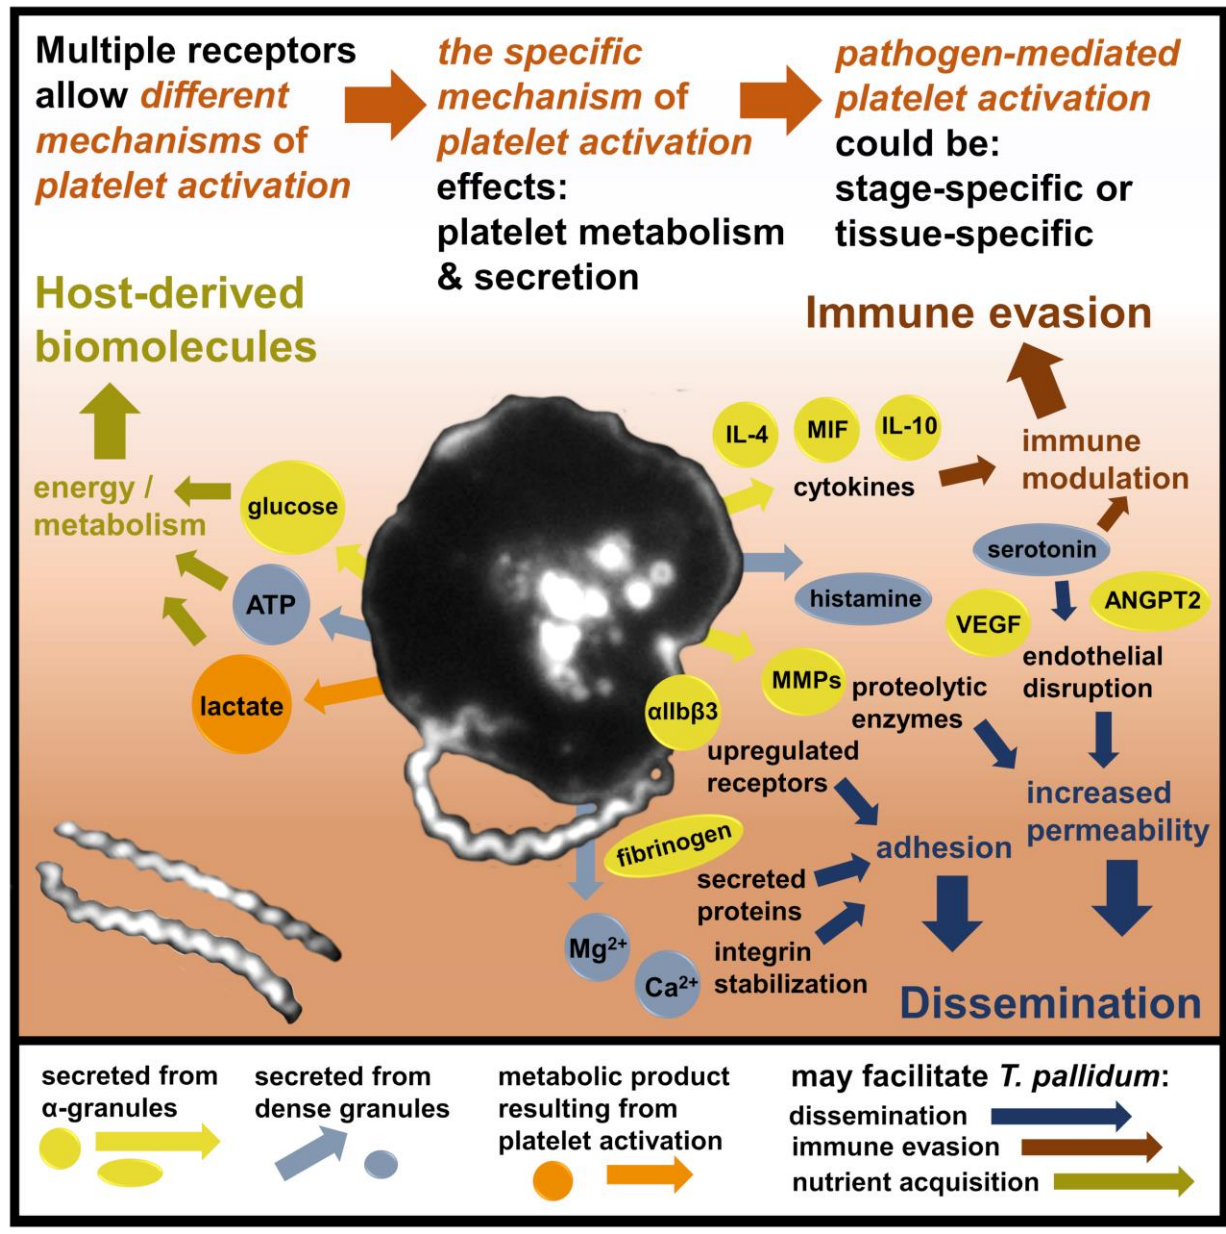 Multiple receptors
allow different
mechanisms of
platelet activation
the specific
mechanism of
platelet activation
effects:
platelet metabolism
& secretion
pathogen-mediated
platelet activation
could be:
stage-specific or
tissue-specific
Host-derived
biomolecules
Immune evasion
energy /
metabolism
glucose
ATP
lactate
IL-4
MIF
IL-10
cytokines
immune
modulation
serotonin
histamine
VEGF
ANGPT2
endothelial
disruption
MMPs
proteolytic
enzymes
αIIbβ3
upregulated
receptors
increased
permeability
fibrinogen
adhesion
secreted
proteins
Mg²⁺
Ca²⁺
integrin
stabilization
Dissemination
secreted from
α-granules
secreted from
dense granules
metabolic product
resulting from
platelet activation
may facilitate T. pallidum:
dissemination
immune evasion
nutrient acquisition